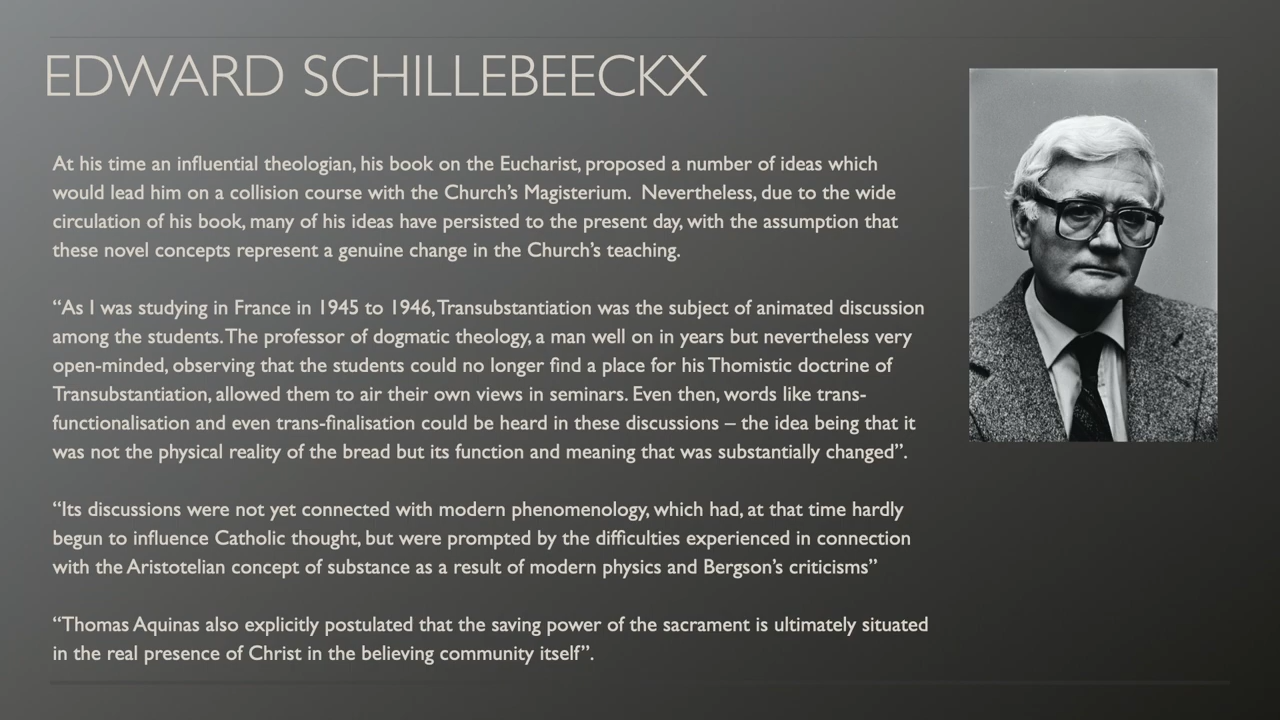 EDWARD SCHILLEBEECKX
At his time an influential theologian, his book on the Eucharist, proposed a number of ideas which
would lead him on a collision course with the Church’s Magisterium.  Nevertheless, due to the wide
circulation of his book, many of his ideas have persisted to the present day, with the assumption that
these novel concepts represent a genuine change in the Church’s teaching.
“As I was studying in France in 1945 to 1946, Transubstantiation was the subject of animated discussion
among the students. The professor of dogmatic theology, a man well on in years but nevertheless very
open-minded, observing that the students could no longer find a place for his Thomistic doctrine of
Transubstantiation, allowed them to air their own views in seminars. Even then, words like trans-
functionalisation and even trans-finalisation could be heard in these discussions – the idea being that it
was not the physical reality of the bread but its function and meaning that was substantially changed”.
“Its discussions were not yet connected with modern phenomenology, which had, at that time hardly
begun to influence Catholic thought, but were prompted by the difficulties experienced in connection
with the Aristotelian concept of substance as a result of modern physics and Bergson’s criticisms”
“Thomas Aquinas also explicitly postulated that the saving power of the sacrament is ultimately situated
in the real presence of Christ in the believing community itself”.